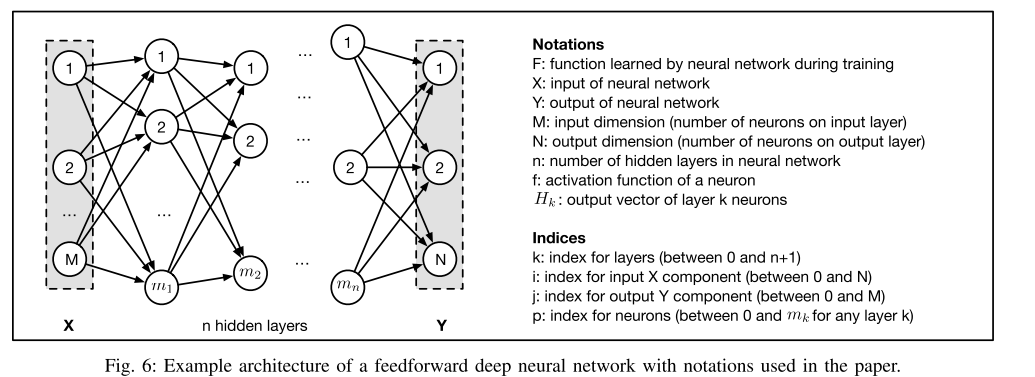 1
2
...
M
X
1
2
...
m₁
1
2
m₂
n hidden layers
...
...
...
...
1
2
mₙ
1
2
N
Y
Notations
F: function learned by neural network during training
X: input of neural network
Y: output of neural network
M: input dimension (number of neurons on input layer)
N: output dimension (number of neurons on output layer)
n: number of hidden layers in neural network
f: activation function of a neuron
Hₖ: output vector of layer k neurons
Indices
k: index for layers (between 0 and n+1)
i: index for input X component (between 0 and N)
j: index for output Y component (between 0 and M)
p: index for neurons (between 0 and mₖ for any layer k)
Fig. 6: Example architecture of a feedforward deep neural network with notations used in the paper.